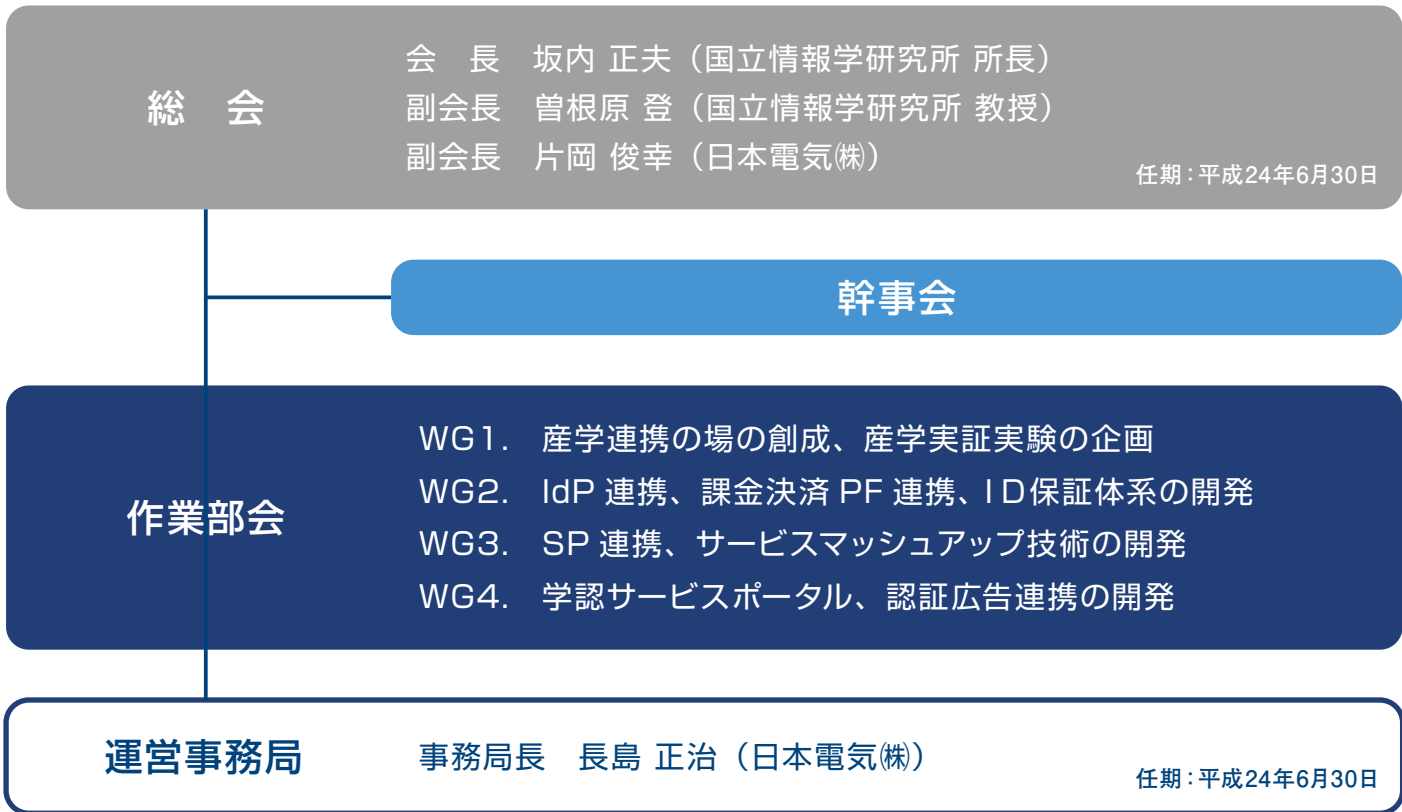 総　会
会　長　坂内 正夫（国立情報学研究所 所長）
副会長　曽根原 登（国立情報学研究所 教授）
副会長　片岡 俊幸（日本電気㈱）
任期：平成24年6月30日
幹事会
作業部会
WG1.　産学連携の場の創成、産学実証実験の企画
WG2.　IdP 連携、課金決済 PF 連携、ID保証体系の開発
WG3.　SP 連携、サービスマッシュアップ技術の開発
WG4.　学認サービスポータル、認証広告連携の開発
運営事務局
事務局長　長島 正治（日本電気㈱）
任期：平成24年6月30日